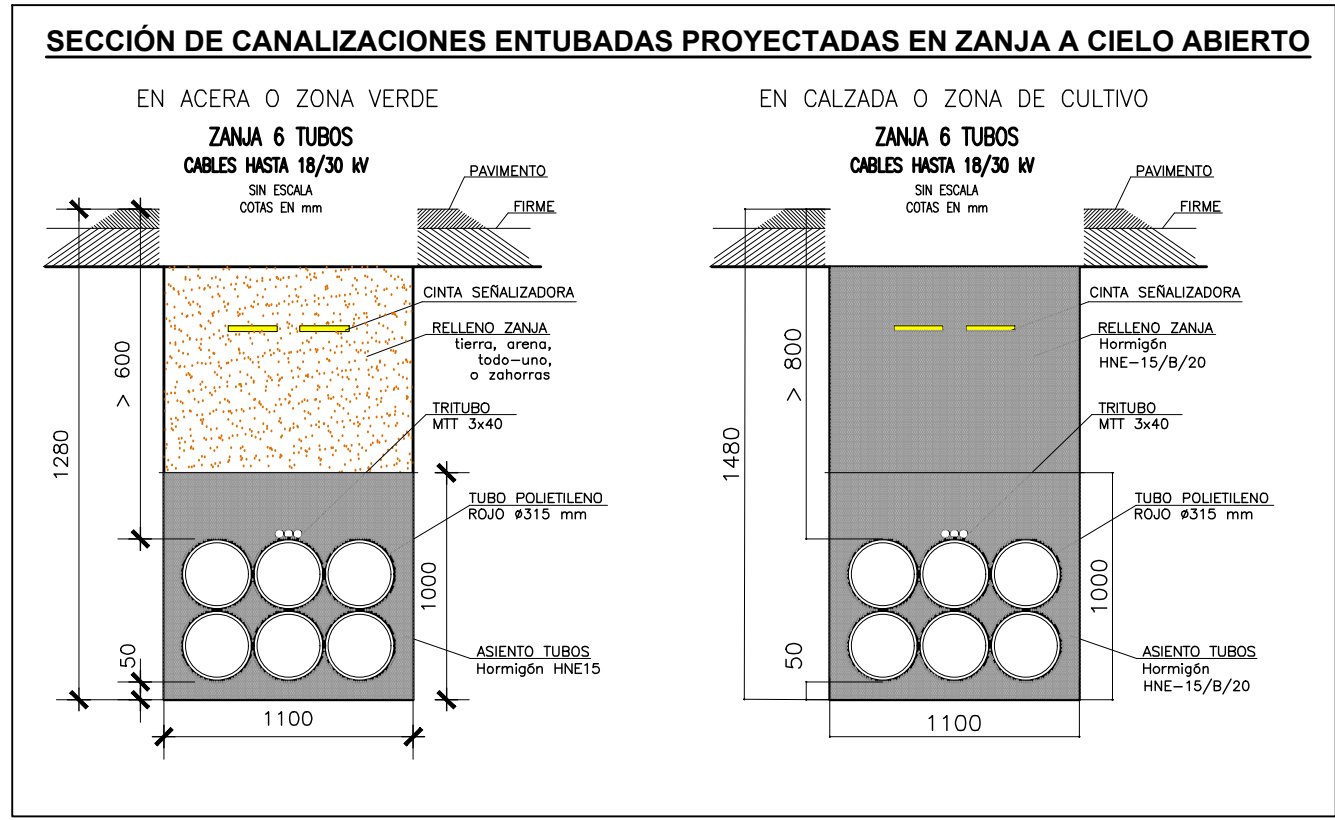 SECCIÓN DE CANALIZACIONES ENTUBADAS PROYECTADAS EN ZANJA A CIELO ABIERTO
EN ACERA O ZONA VERDE
ZANJA 6 TUBOS
CABLES HASTA 18/30 kV
SIN ESCALA
COTAS EN mm
PAVIMENTO
FIRME
CINTA SEÑALIZADORA
RELLENO ZANJA
tierra, arena,
todo-uno,
o zahorras
TRITUBO
MTT 3x40
TUBO POLIETILENO
ROJO ø315 mm
ASIENTO TUBOS
Hormigón HNE15
> 600
1280
50
1000
1100
EN CALZADA O ZONA DE CULTIVO
ZANJA 6 TUBOS
CABLES HASTA 18/30 kV
SIN ESCALA
COTAS EN mm
PAVIMENTO
FIRME
CINTA SEÑALIZADORA
RELLENO ZANJA
Hormigón
HNE-15/B/20
TRITUBO
MTT 3x40
TUBO POLIETILENO
ROJO ø315 mm
ASIENTO TUBOS
Hormigón
HNE-15/B/20
> 800
1480
50
1000
1100